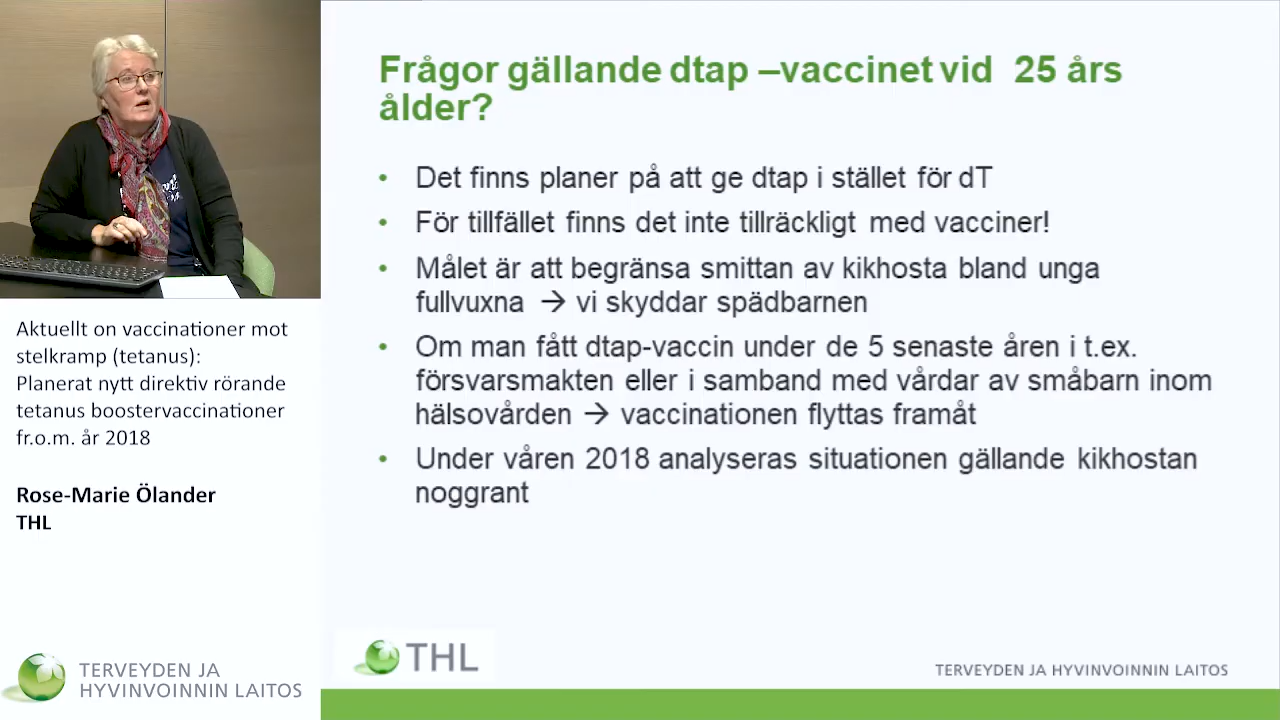 Frågor gällande dtap –vaccinet vid 25 års
ålder?
• Det finns planer på att ge dtap i stället för dT
• För tillfället finns det inte tillräckligt med vacciner!
• Målet är att begränsa smittan av kikhosta bland unga
fullvuxna → vi skyddar spädbarnen
• Om man fått dtap-vaccin under de 5 senaste åren i t.ex.
försvarsmakten eller i samband med vårdar av småbarn inom
hälsovården → vaccinationen flyttas framåt
• Under våren 2018 analyseras situationen gällande kikhostan
noggrant
Aktuellt on vaccinationer mot
stelkramp (tetanus):
Planerat nytt direktiv rörande
tetanus boostervaccinationer
fr.o.m. år 2018
Rose-Marie Ölander
THL
TERVEYDEN JA
HYVINVOINNIN LAITOS
THL
TERVEYDEN JA HYVINVOINNIN LAITOS